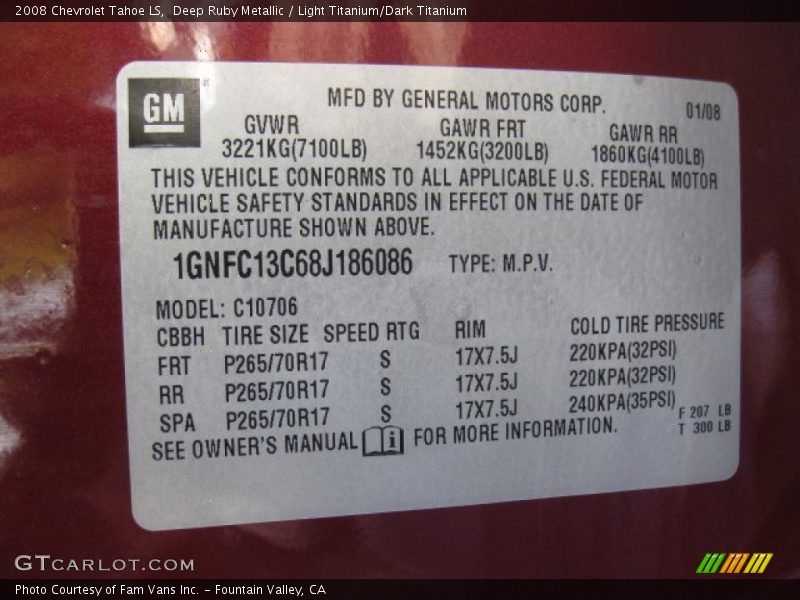 2008 Chevrolet Tahoe LS, Deep Ruby Metallic / Light Titanium/Dark Titanium
GM
MFD BY GENERAL MOTORS CORP. 01/08
GVWR GAWR FRT GAWR RR
3221KG(7100LB) 1452KG(3200LB) 1860KG(4100LB)
THIS VEHICLE CONFORMS TO ALL APPLICABLE U.S. FEDERAL MOTOR
VEHICLE SAFETY STANDARDS IN EFFECT ON THE DATE OF
MANUFACTURE SHOWN ABOVE.
1GNFC13C68J186086 TYPE: M.P.V.
MODEL: C10706
CBBH TIRE SIZE SPEED RTG RIM COLD TIRE PRESSURE
FRT P265/70R17 S 17X7.5J 220KPA(32PSI)
RR P265/70R17 S 17X7.5J 220KPA(32PSI)
SPA P265/70R17 S 17X7.5J 240KPA(35PSI) F 207 LB
T 300 LB
SEE OWNER'S MANUAL i FOR MORE INFORMATION.
GTCARLOT.COM
Photo Courtesy of Fam Vans Inc. - Fountain Valley, CA